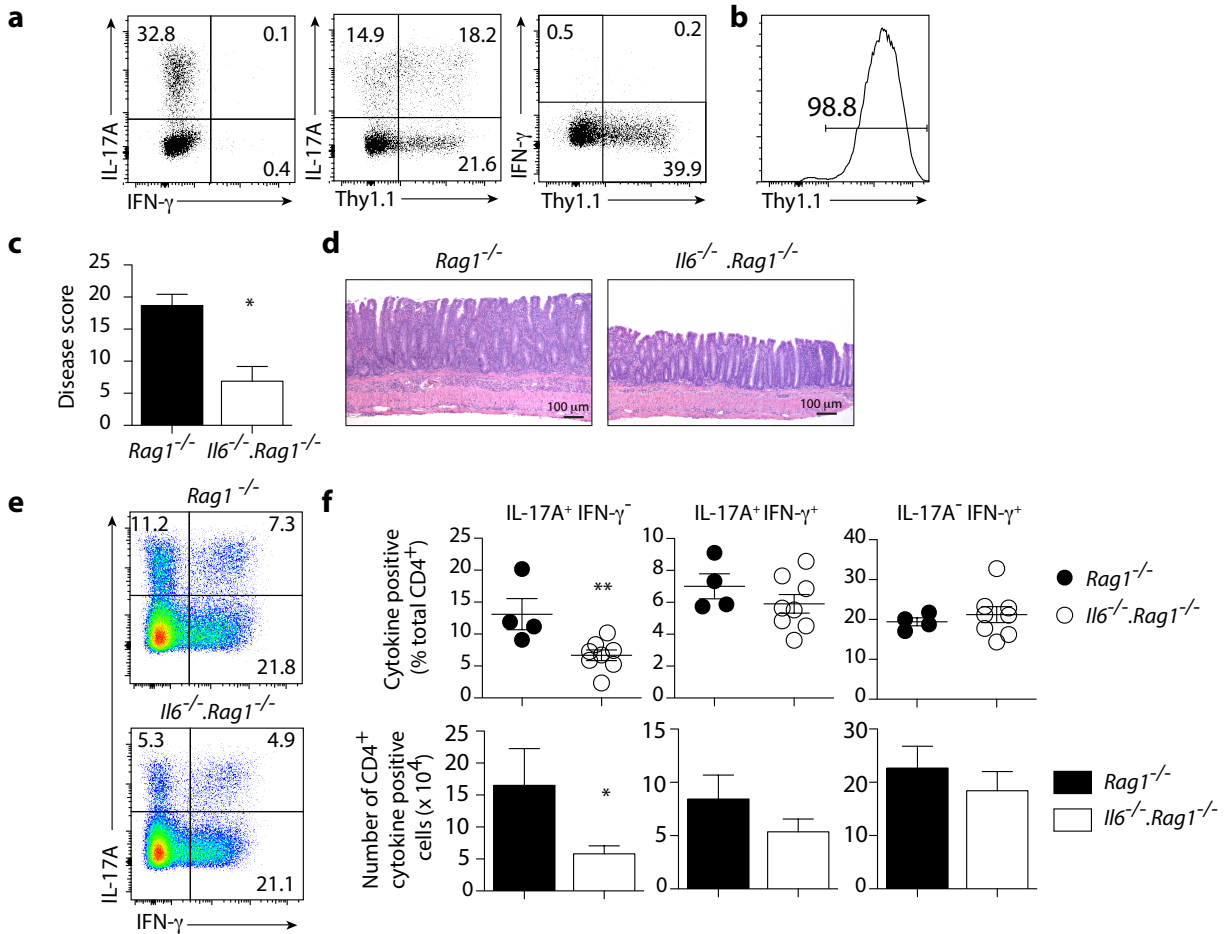 a
32.8
0.1
0.4
IL-17A
IFN-γ
14.9
18.2
21.6
IL-17A
Thy1.1
0.5
0.2
39.9
IFN-γ
Thy1.1
b
98.8
Thy1.1
c
25
20
15
10
5
0
Disease score
*
Rag1-/-
Il6-/-.Rag1-/-
d
Rag1-/-
Il6-/- .Rag1-/-
100 µm
100 µm
e
Rag1 -/-
11.2
7.3
21.8
Il6-/-.Rag1-/-
5.3
4.9
21.1
IL-17A
IFN-γ
f
IL-17A+ IFN-γ-
IL-17A+ IFN-γ+
IL-17A- IFN-γ+
Cytokine positive
(% total CD4+)
25
20
15
10
5
0
**
10
8
6
4
2
0
40
30
20
10
0
Rag1-/-
Il6-/-.Rag1-/-
Number of CD4+
cytokine positive
cells (x 10⁴)
25
20
15
10
5
0
*
15
10
5
0
30
20
10
0
Rag1-/-
Il6-/-.Rag1-/-